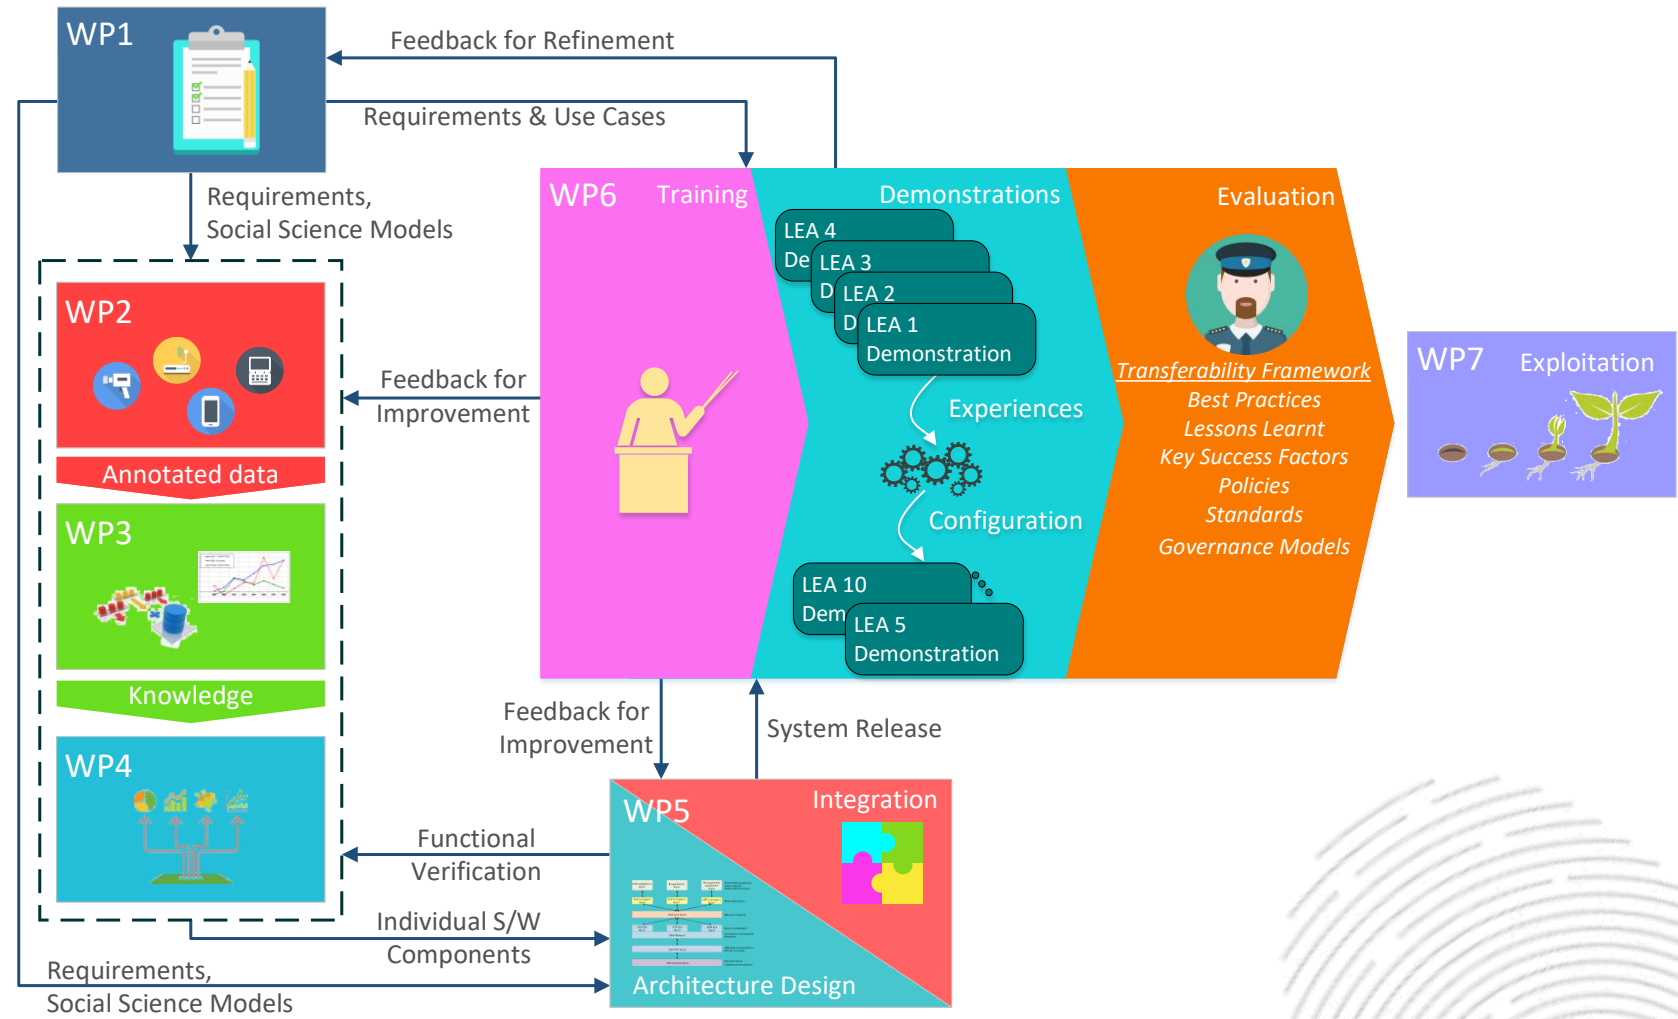 WP1
Feedback for Refinement
Requirements & Use Cases
Requirements,
Social Science Models
WP2
Annotated data
WP3
Knowledge
WP4
Feedback for
Improvement
WP6
Training
Demonstrations
LEA 4
De
LEA 3
D
LEA 2
D
LEA 1
Demonstration
Experiences
Configuration
LEA 10
Dem
LEA 5
Demonstration
Evaluation
Transferability Framework
Best Practices
Lessons Learnt
Key Success Factors
Policies
Standards
Governance Models
WP7
Exploitation
Feedback for
Improvement
System Release
WP5
Integration
Architecture Design
Functional
Verification
Individual S/W
Components
Requirements,
Social Science Models